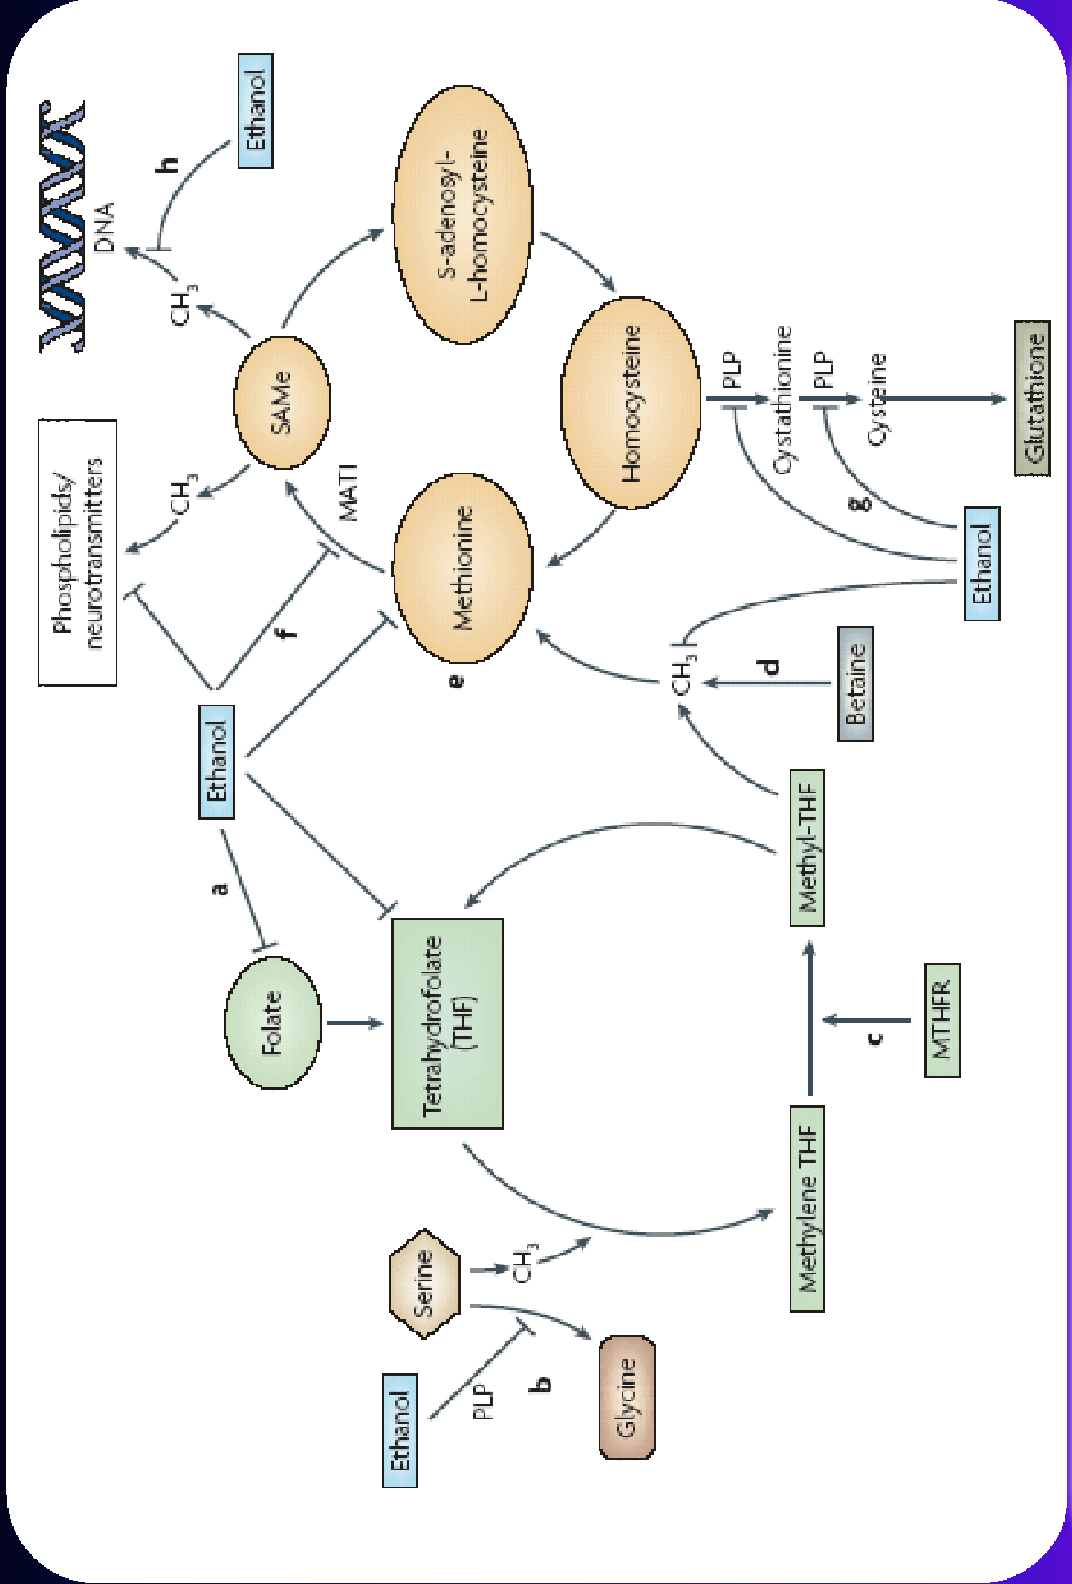 Phospholipids/
neurotransmitters
DNA
h
CH₃
CH₃
a
Ethanol
Ethanol
Folate
f
SAMe
MATI
Ethanol
Serine
Tetrahydrofolate
(THF)
e
Methionine
S-adenosyl-
L-homocysteine
PLP
CH₃
b
Glycine
Homocysteine
CH₃
PLP
d
Cystathionine
Methylene THF
Methyl-THF
PLP
Betaine
g
c
Cysteine
MTHFR
Ethanol
Glutathione